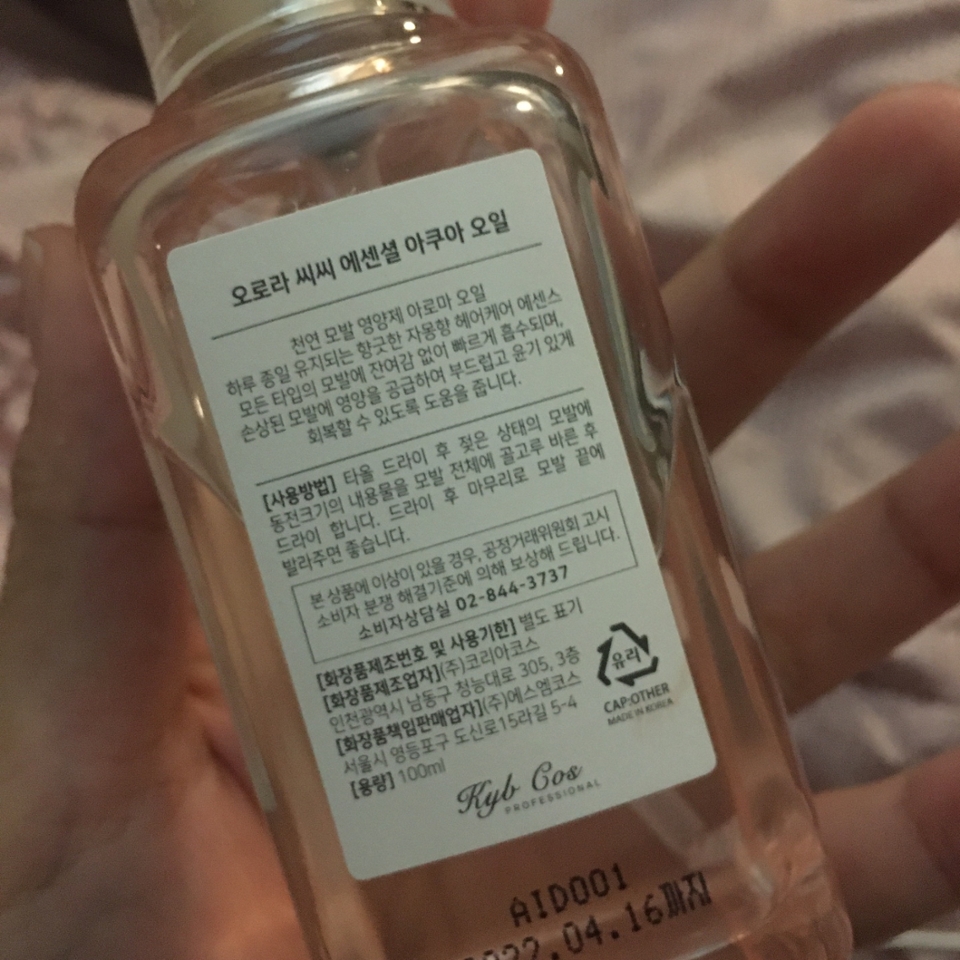 오로라 씨씨 에센셜 아쿠아 오일
천연 모발 영양제 아로마 오일
하루 종일 유지되는 향긋한 자몽향 헤어케어 에센스
모든 타입의 모발에 잔여감 없이 빠르게 흡수되며,
손상된 모발에 영양을 공급하여 부드럽고 윤기 있게
회복할 수 있도록 도움을 줍니다.
[사용방법] 타올 드라이 후 젖은 상태의 모발에
동전크기의 내용물을 모발 전체에 골고루 바른 후
드라이 합니다. 드라이 후 마무리로 모발 끝에
발라주면 좋습니다.
본 상품에 이상이 있을 경우, 공정거래위원회 고시
소비자 분쟁 해결기준에 의해 보상해 드립니다.
소비자상담실 02-844-3737
[화장품제조번호 및 사용기한] 별도 표기
[화장품제조업자](주)코리아코스
인천광역시 남동구 청능대로 305, 3층
[화장품책임판매업자](주)에스엠코스
서울시 영등포구 도신로15라길 5-4
[용량] 100ml
유리
CAP:OTHER
MADE IN KOREA
Kyb Cos
PROFESSIONAL
AID001
2022.04.16까지